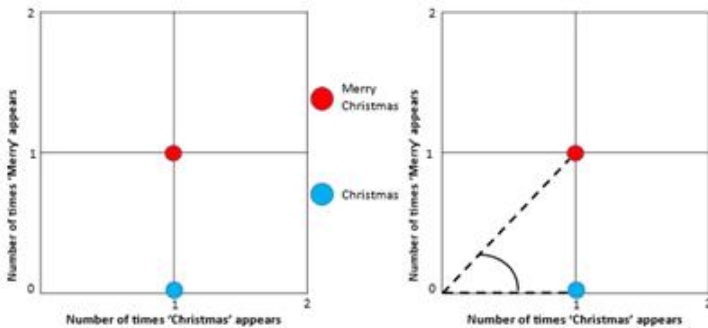 2
Number of times 'Merry' appears
1
0
1
2
Number of times 'Christmas' appears
Merry
Christmas
Christmas
2
Number of times 'Merry' appears
1
0
1
2
Number of times 'Christmas' appears